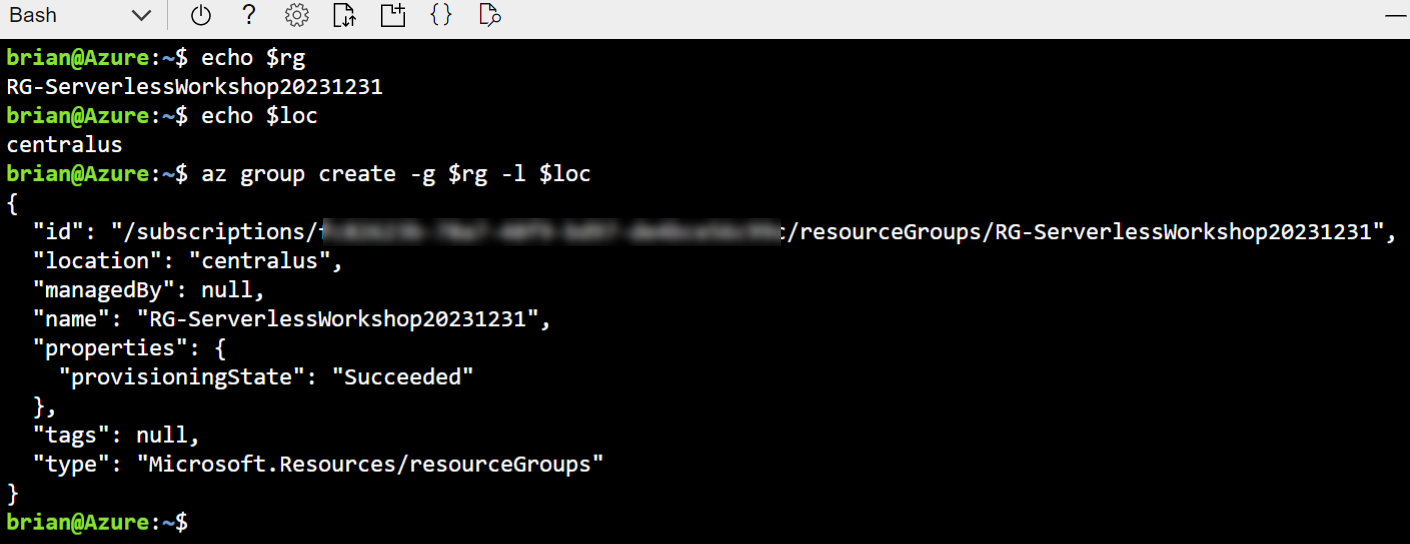 Bash
brian@Azure:~$ echo $rg
RG-ServerlessWorkshop20231231
brian@Azure:~$ echo $loc
centralus
brian@Azure:~$ az group create -g $rg -l $loc
{
  "id": "/subscriptions/ /resourceGroups/RG-ServerlessWorkshop20231231",
  "location": "centralus",
  "managedBy": null,
  "name": "RG-ServerlessWorkshop20231231",
  "properties": {
    "provisioningState": "Succeeded"
  },
  "tags": null,
  "type": "Microsoft.Resources/resourceGroups"
}
brian@Azure:~$